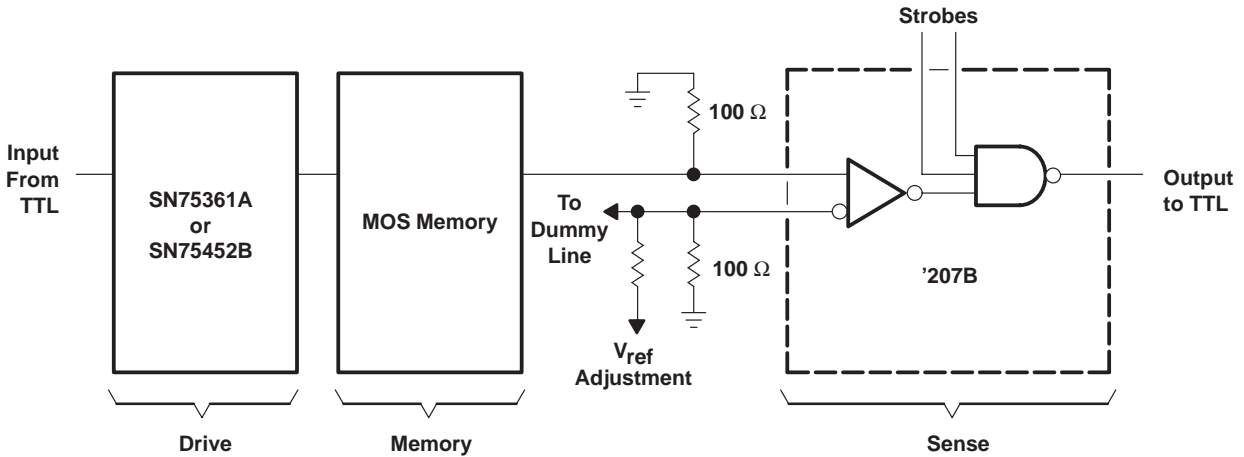 Strobes
100 Ω
Input
From
TTL
SN75361A
or
SN75452B
MOS Memory
To
Dummy
Line
100 Ω
’207B
Output
to TTL
Vref
Adjustment
Drive
Memory
Sense